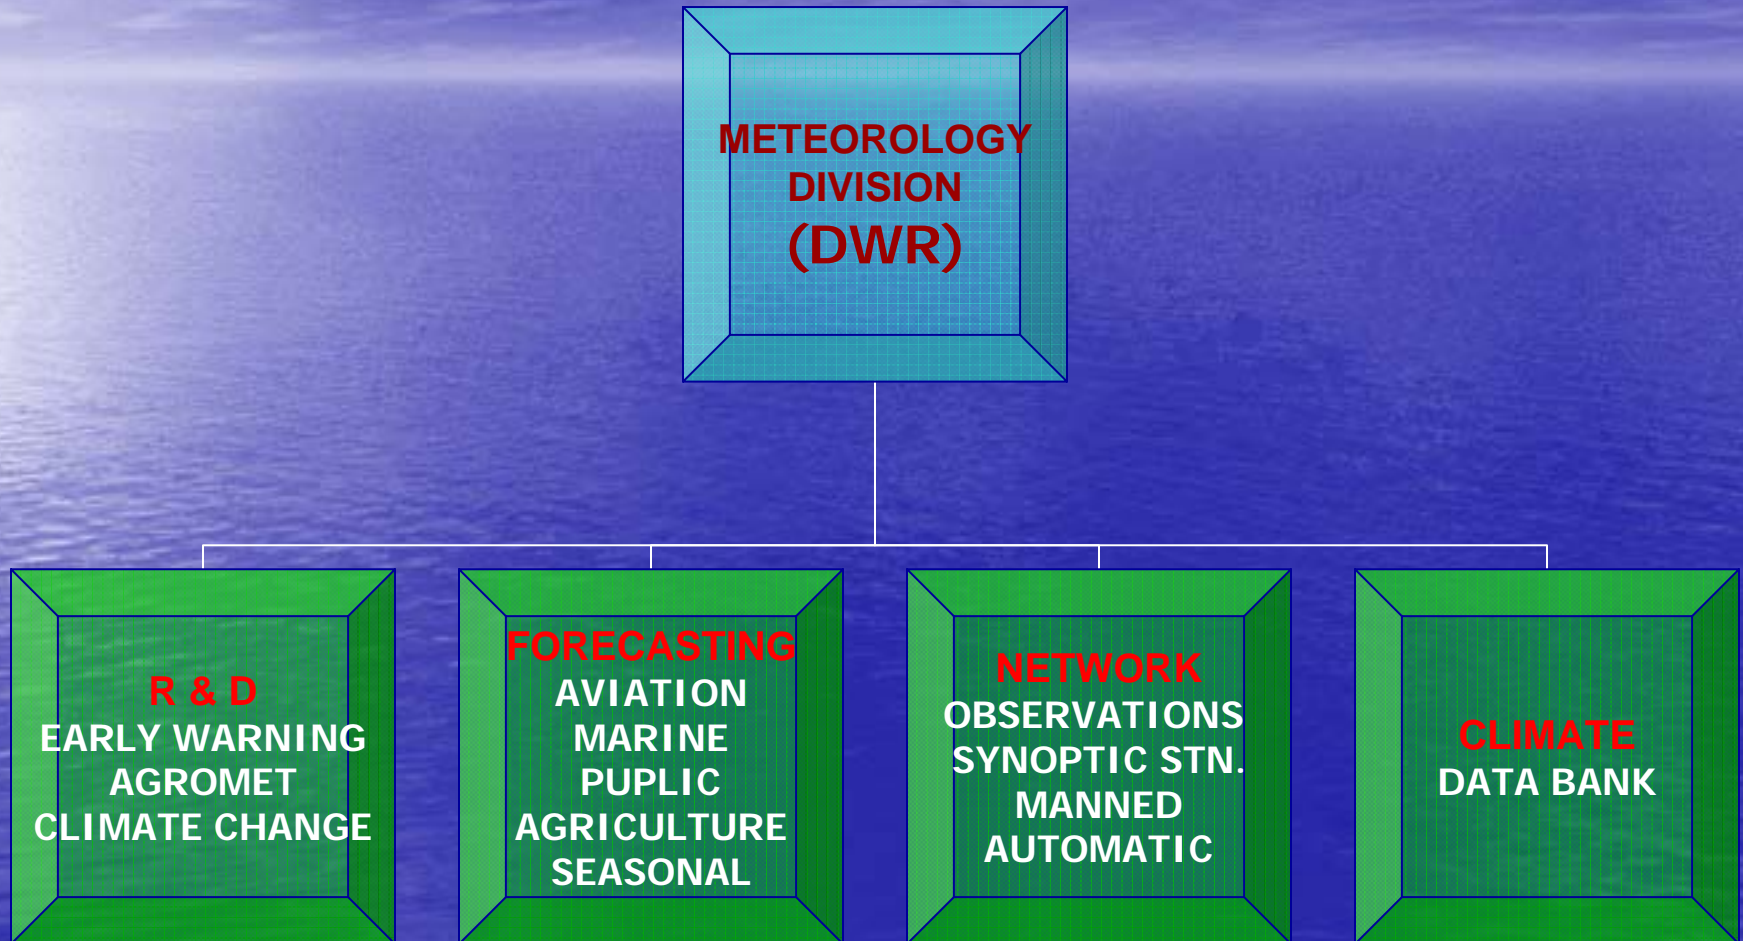 METEOROLOGY
DIVISION
(DWR)
R & D
EARLY WARNING
AGROMET
CLIMATE CHANGE
FORECASTING
AVIATION
MARINE
PUPLIC
AGRICULTURE
SEASONAL
NETWORK
OBSERVATIONS
SYNOPTIC STN.
MANNED
AUTOMATIC
CLIMATE
DATA BANK